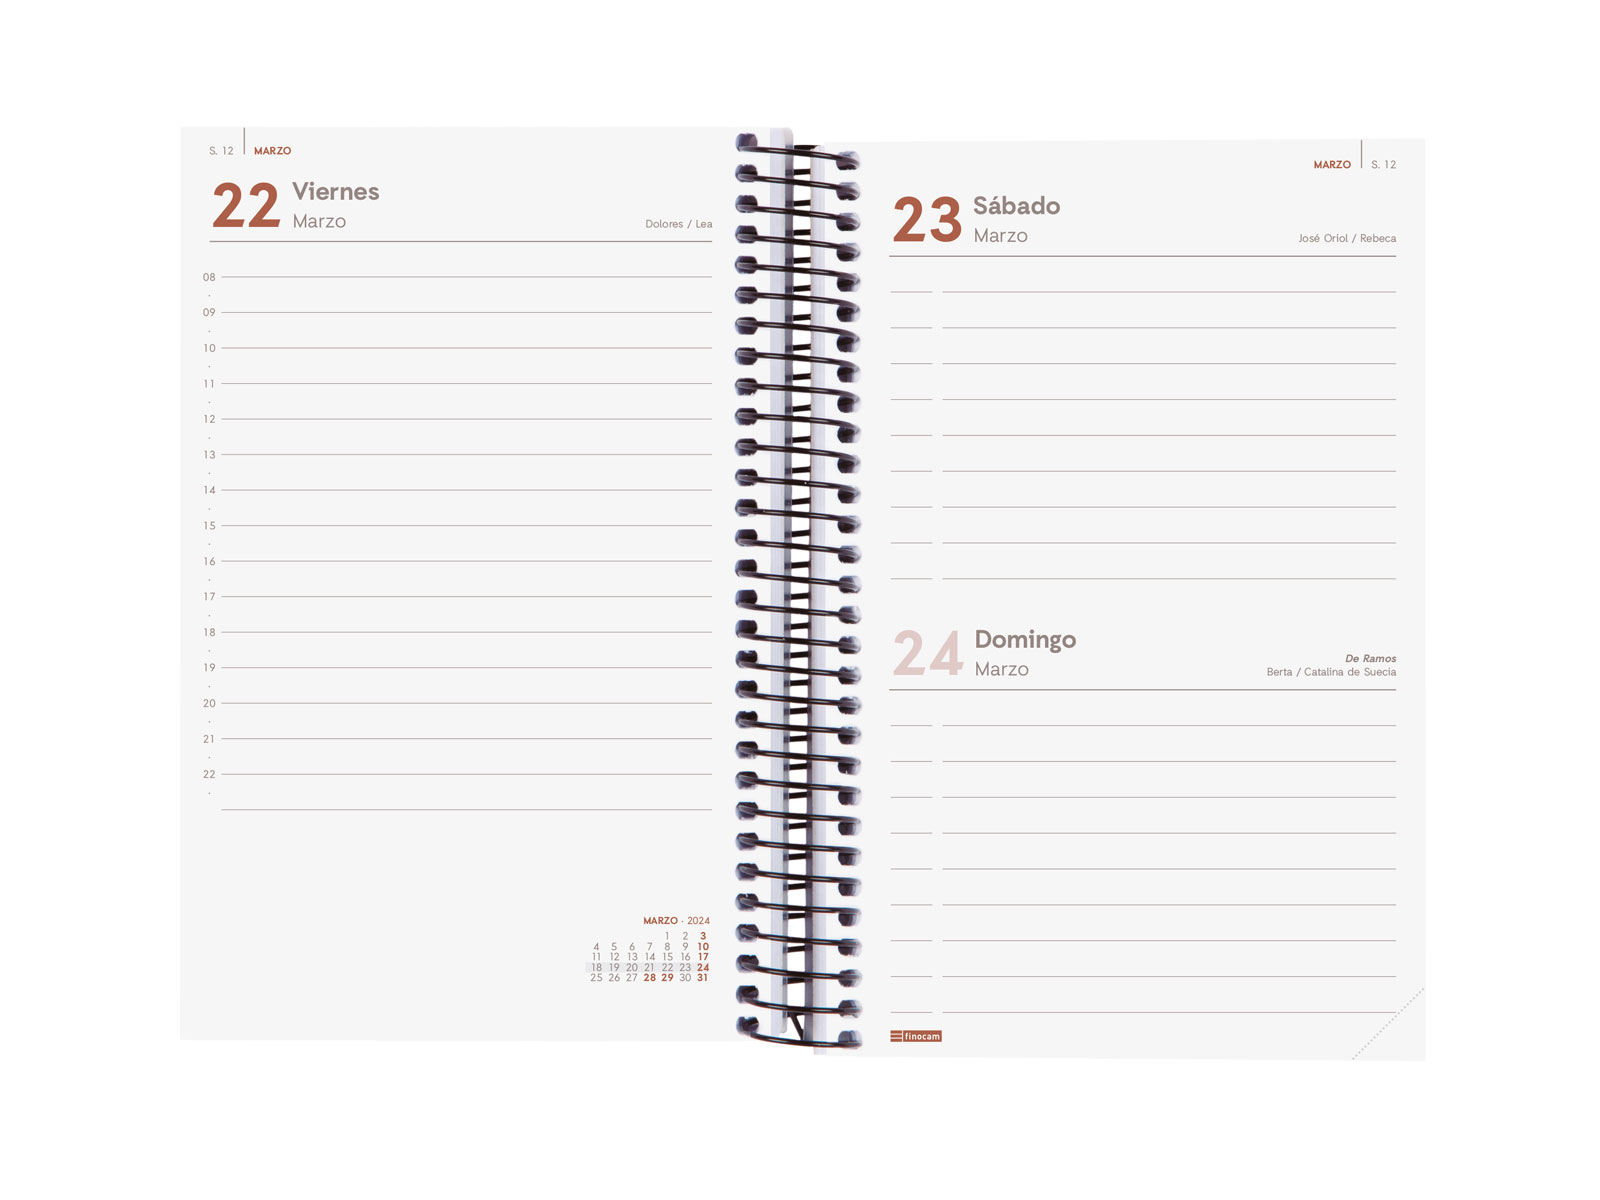 S. 12 MARZO
22 Viernes
Marzo
Dolores / Lea
08
09
10
11
12
13
14
15
16
17
18
19
20
21
22
MARZO · 2024
1 2 3
4 5 6 7 8 9 10
11 12 13 14 15 16 17
18 19 20 21 22 23 24
25 26 27 28 29 30 31
MARZO S. 12
23 Sábado
Marzo
José Oriol / Rebeca
24 Domingo
Marzo
De Ramos
Berta / Catalina de Suecia
finocam